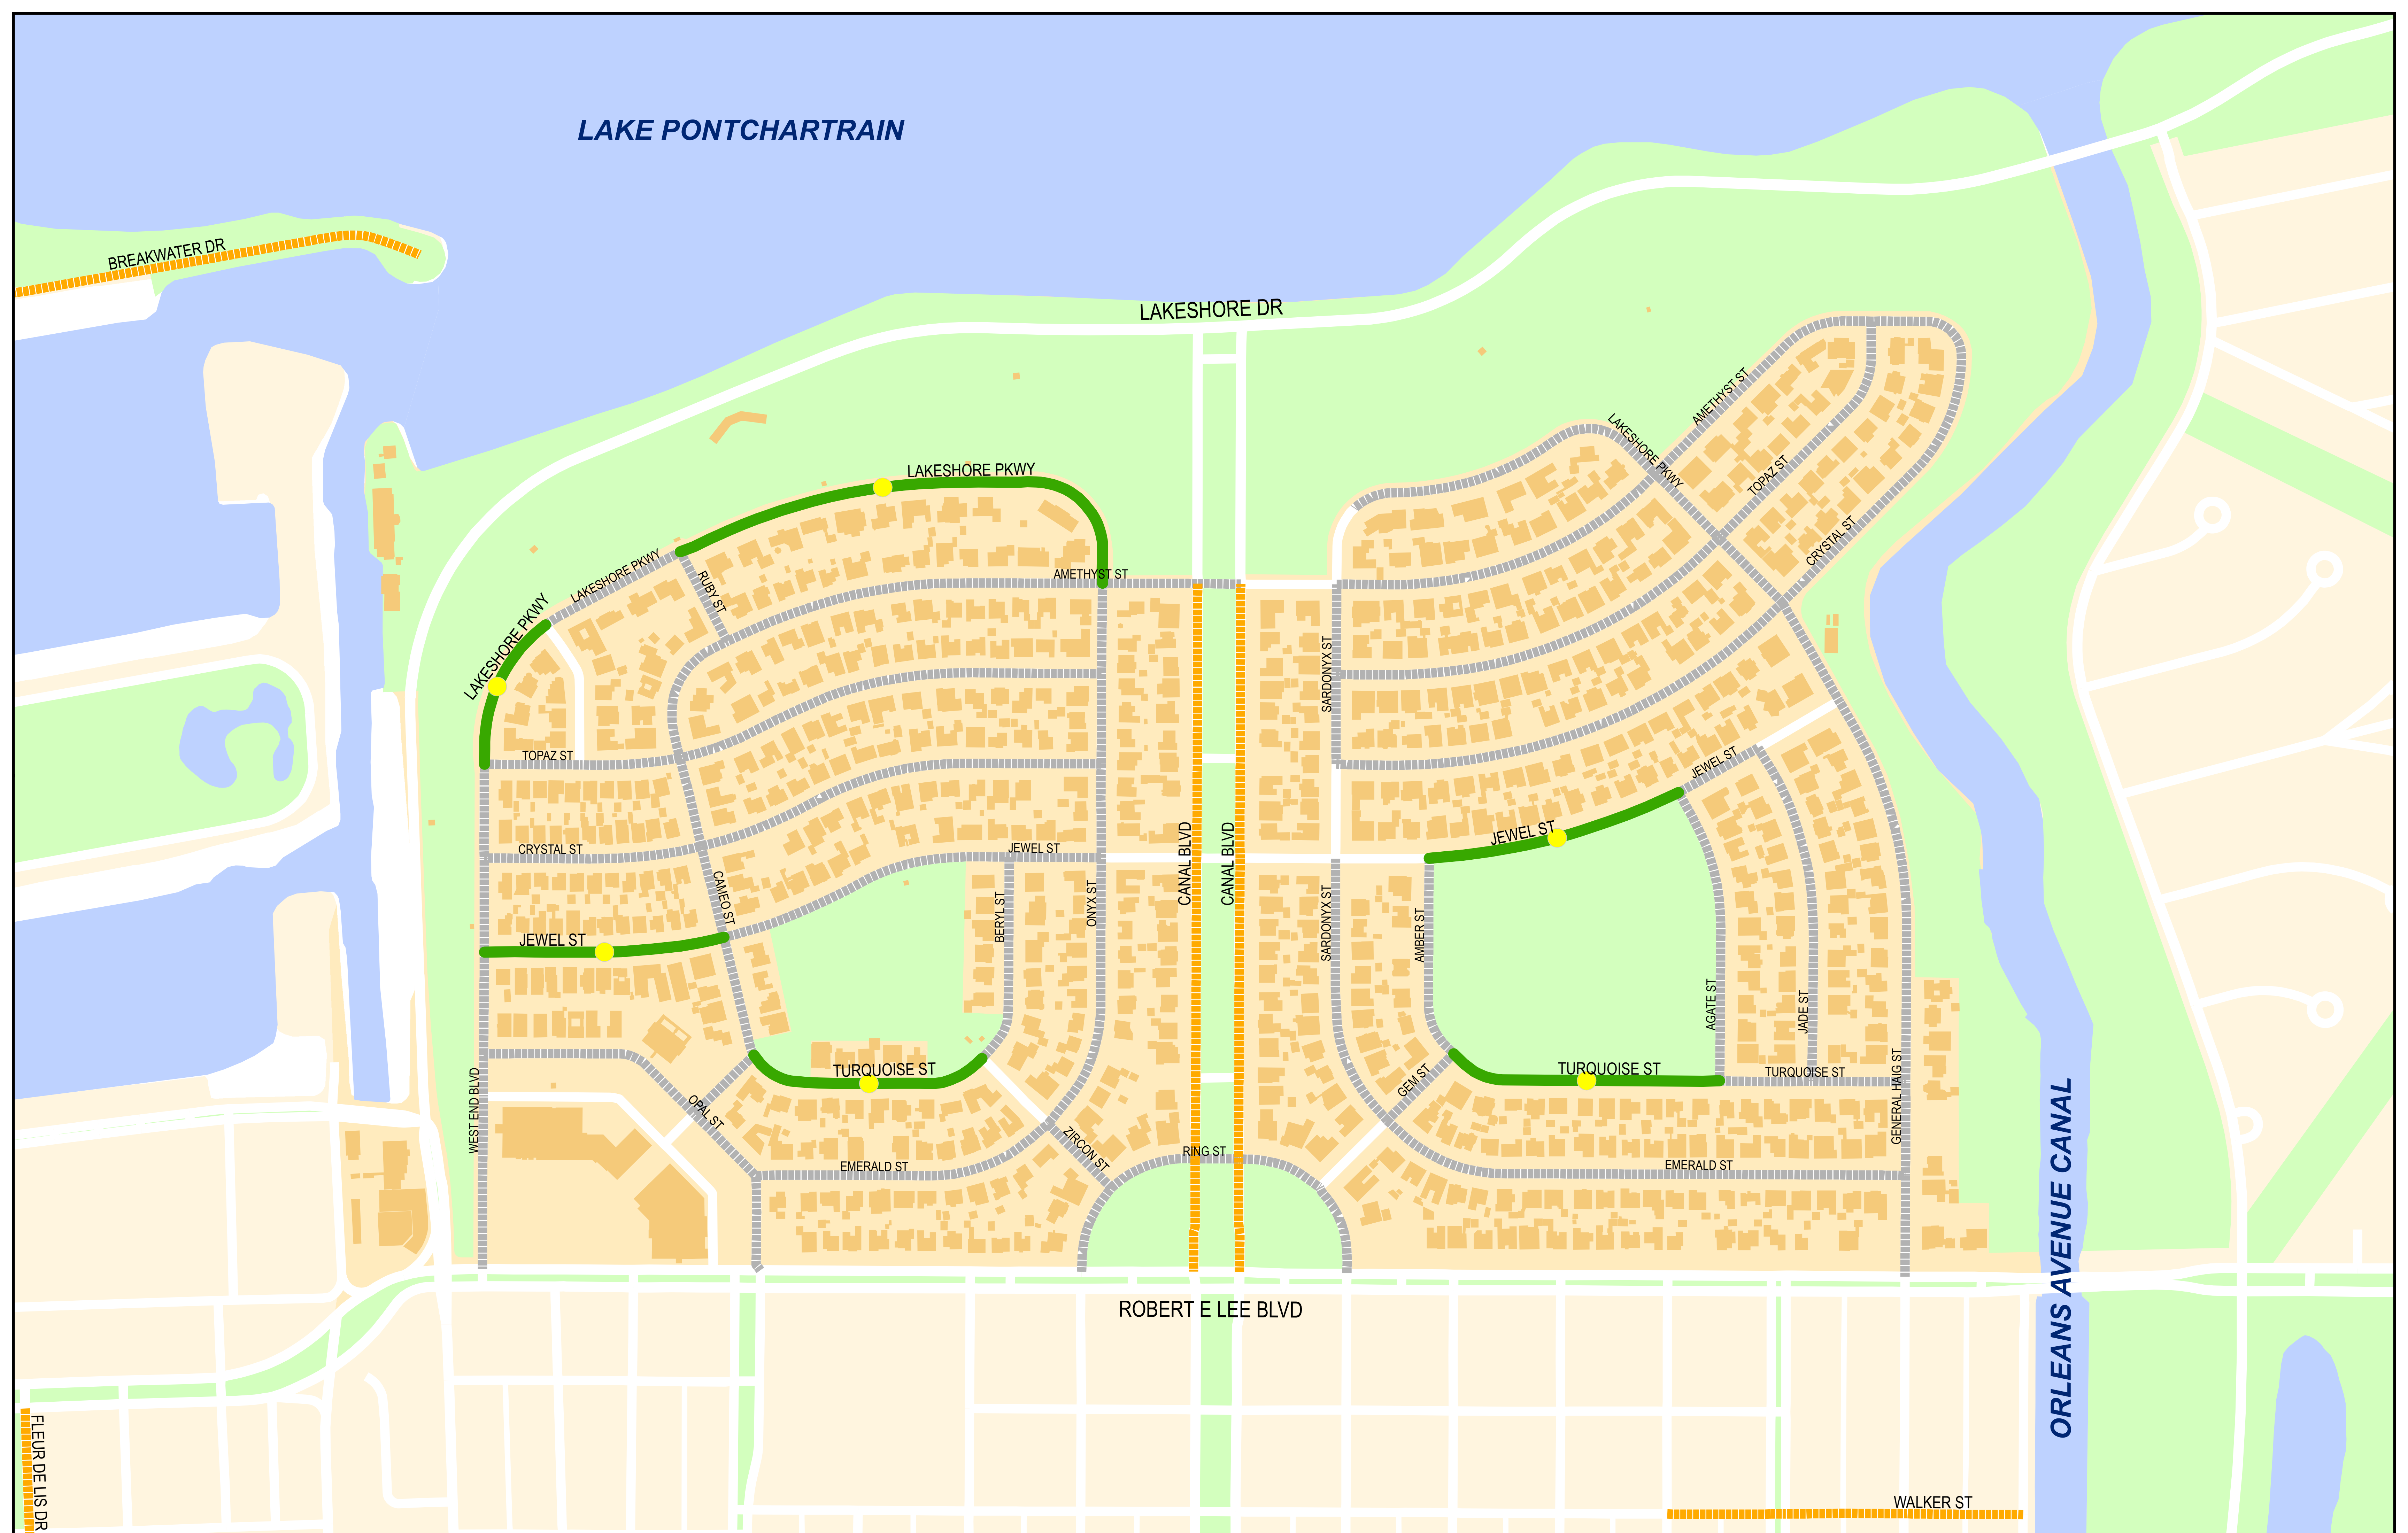 LAKE PONTCHARTRAIN
BREAKWATER DR
LAKESHORE DR
AMETHYST ST
LAKESHORE PKWY
LAKESHORE PKWY
TOPAZ ST
CRYSTAL ST
LAKESHORE PKWY
AMETHYST ST
RUBY ST
LAKESHORE PKWY
SARDONYX ST
TOPAZ ST
JEWEL ST
JEWEL ST
CANAL BLVD
CANAL BLVD
CRYSTAL ST
JEWEL ST
CAMEO ST
BERYL ST
ONYX ST
SARDONYX ST
AMBER ST
JEWEL ST
AGATE ST
JADE ST
TURQUOISE ST
TURQUOISE ST
TURQUOISE ST
GENERAL HAIG ST
WEST END BLVD
OPAL ST
GEM ST
ZIRCON ST
RING ST
EMERALD ST
EMERALD ST
ORLEANS AVENUE CANAL
ROBERT E LEE BLVD
FLEUR DE LIS DR
WALKER ST